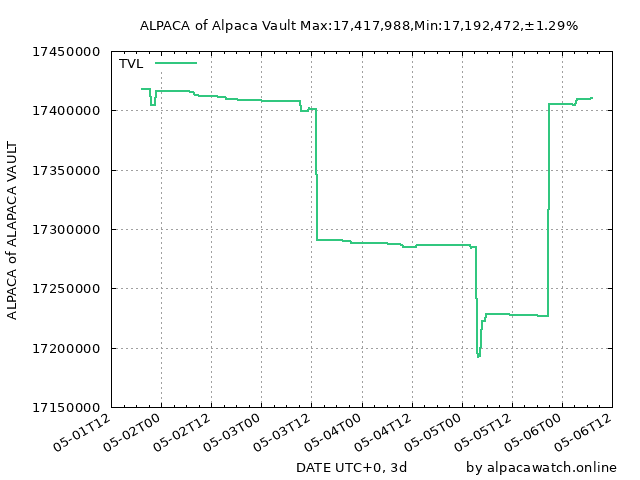 ALPACA of Alpaca Vault Max:17,417,988,Min:17,192,472,±1.29%
TVL
17450000
17400000
17350000
17300000
17250000
17200000
17150000
ALPACA of ALAPACA VAULT
05-01T12
05-02T00
05-02T12
05-03T00
05-03T12
05-04T00
05-04T12
05-05T00
05-05T12
05-06T00
05-06T12
DATE UTC+0, 3d
by alpacawatch.online